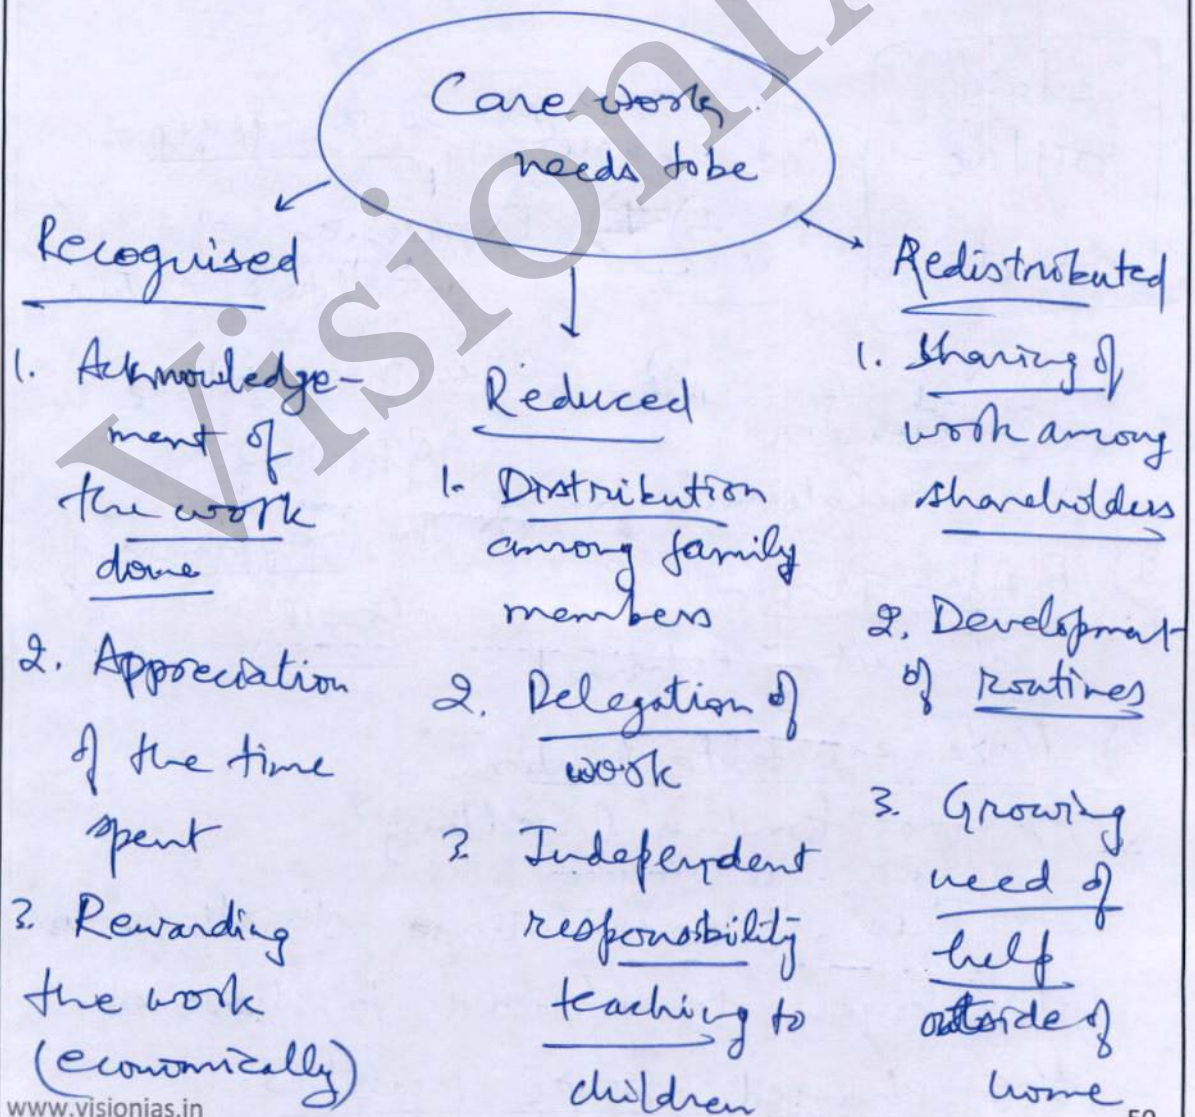 Care work
needs to be
Recognised
1. Acknowledge-
ment of
the work
done
2. Appreciation
of the time
spent
3. Rewarding
the work
(economically)
Reduced
1. Distribution
among family
members
2. Delegation of
work
3. Independent
responsibility
teaching to
children
Redistributed
1. Sharing of
work among
shareholders
2. Development
of routines
3. Growing
need of
help
outside of
home
www.visionias.in